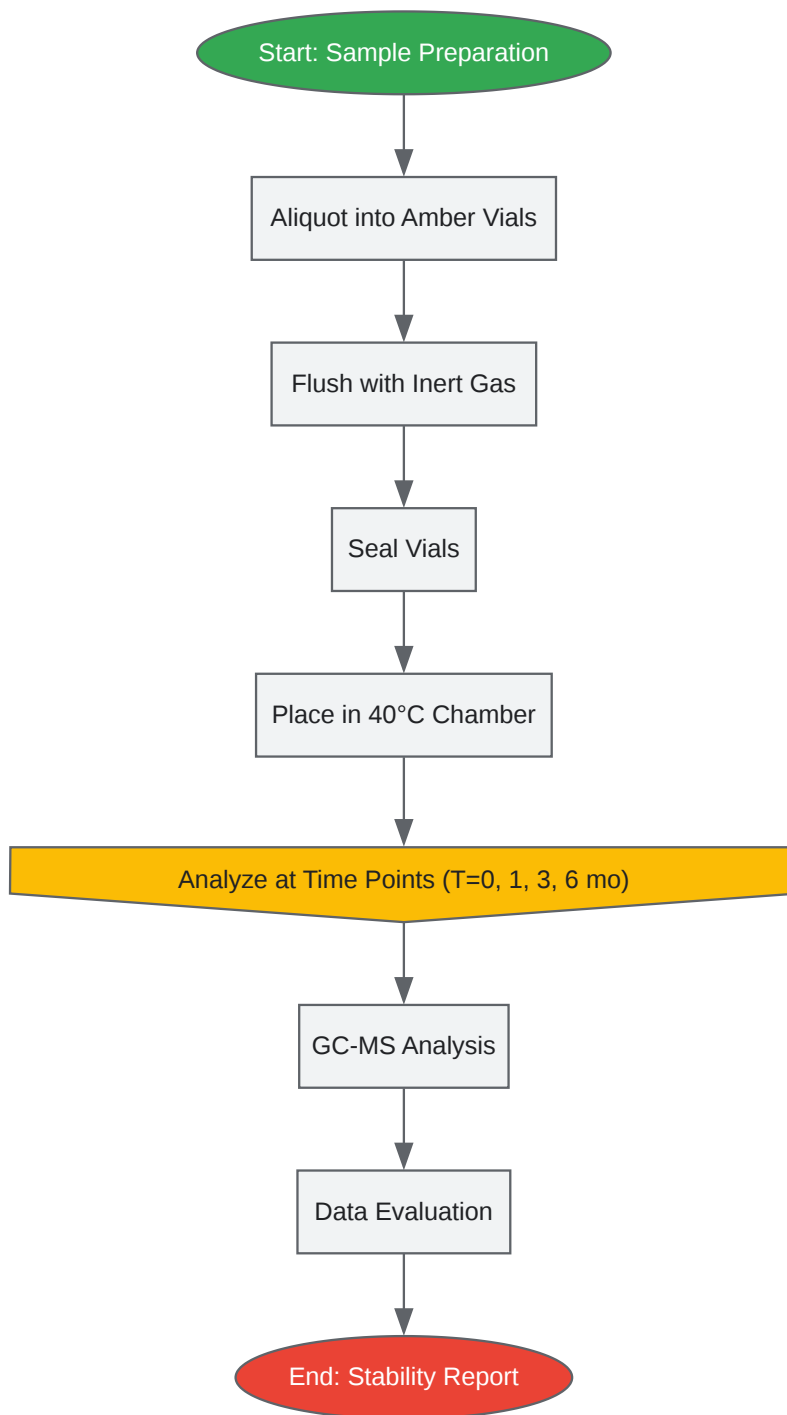 Start: Sample Preparation
Aliquot into Amber Vials
Flush with Inert Gas
Seal Vials
Place in 40°C Chamber
Analyze at Time Points (T=0, 1, 3, 6 mo)
GC-MS Analysis
Data Evaluation
End: Stability Report